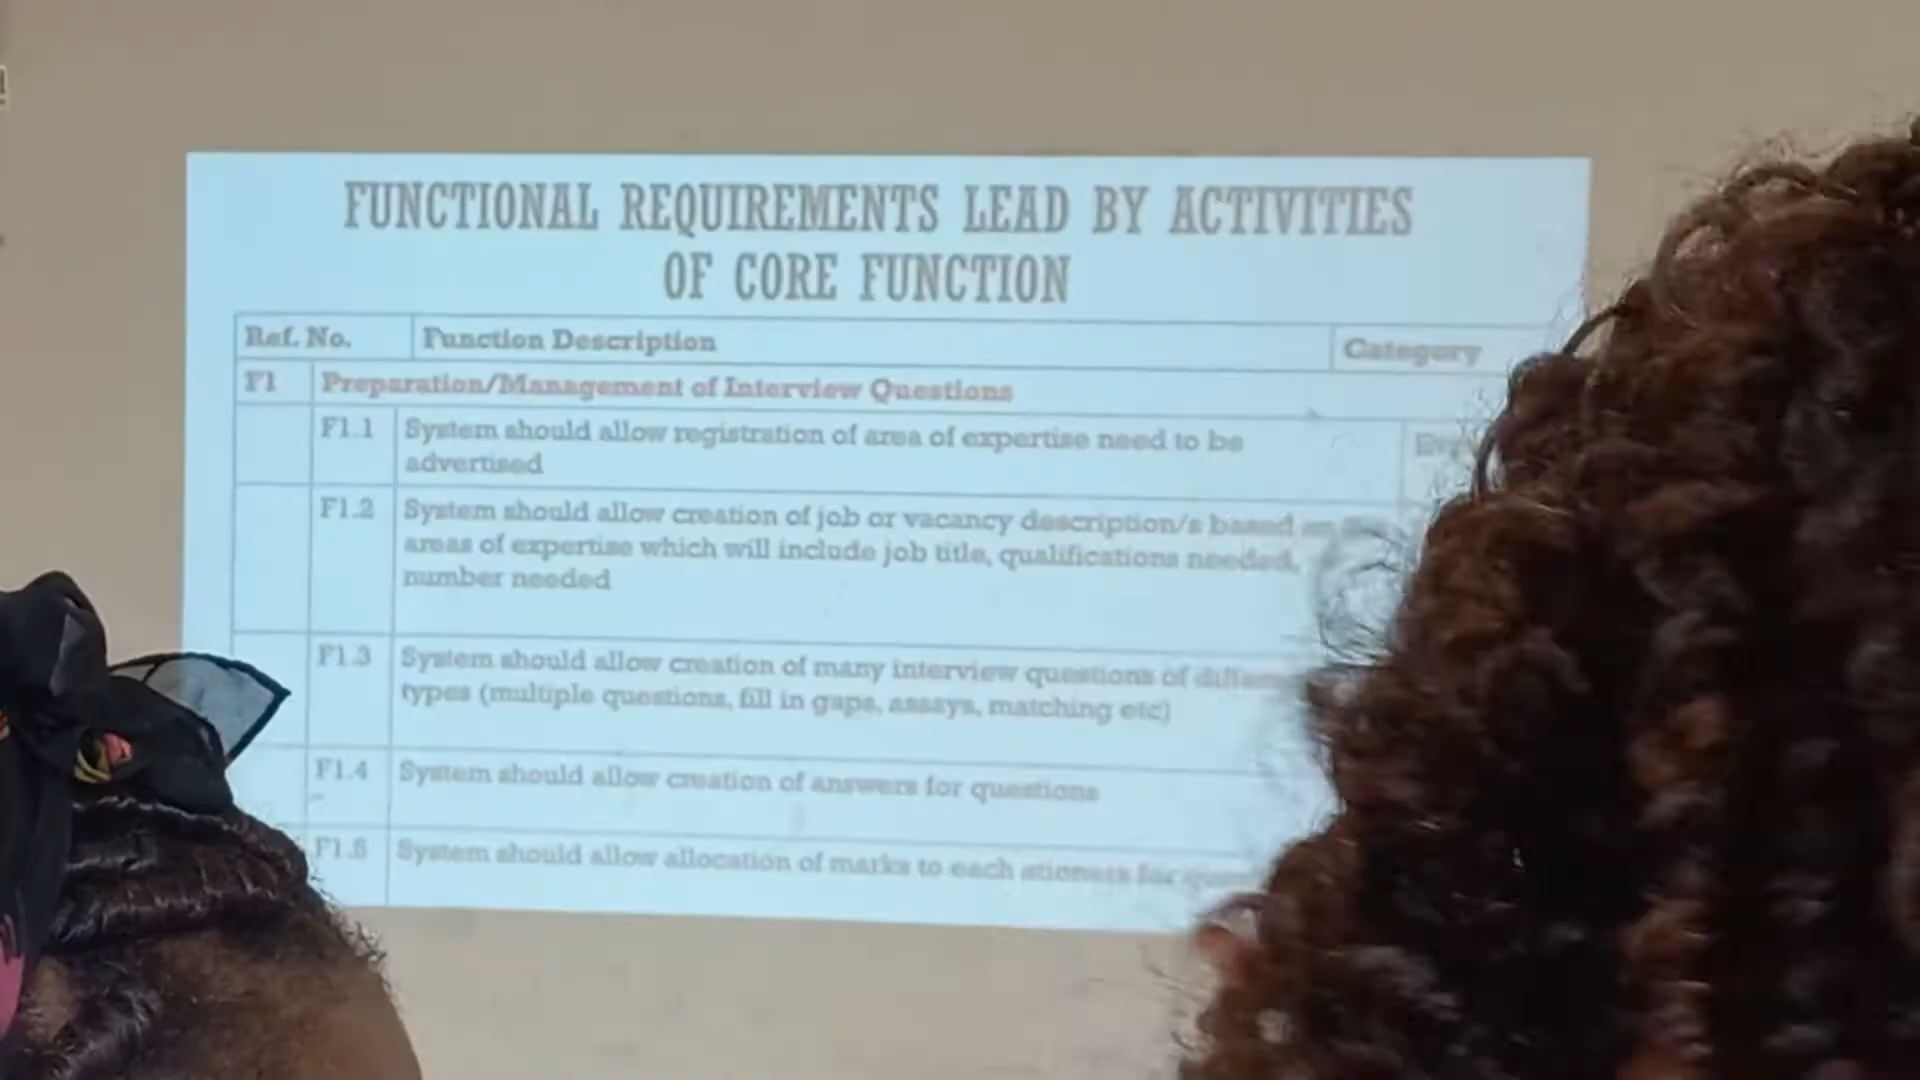 FUNCTIONAL REQUIREMENTS LEAD BY ACTIVITIES
OF CORE FUNCTION
Ref. No. Function Description Category
F1 Preparation/Management of Interview Questions
F1.1 System should allow registration of area of expertise need to be
advertised
F1.2 System should allow creation of job or vacancy description/s based
areas of expertise which will include job title, qualifications needed,
number needed
F1.3 System should allow creation of many interview questions of
types (multiple questions, fill in gaps, assays, matching etc)
F1.4 System should allow creation of answers for questions
System should allow allocation of marks to each